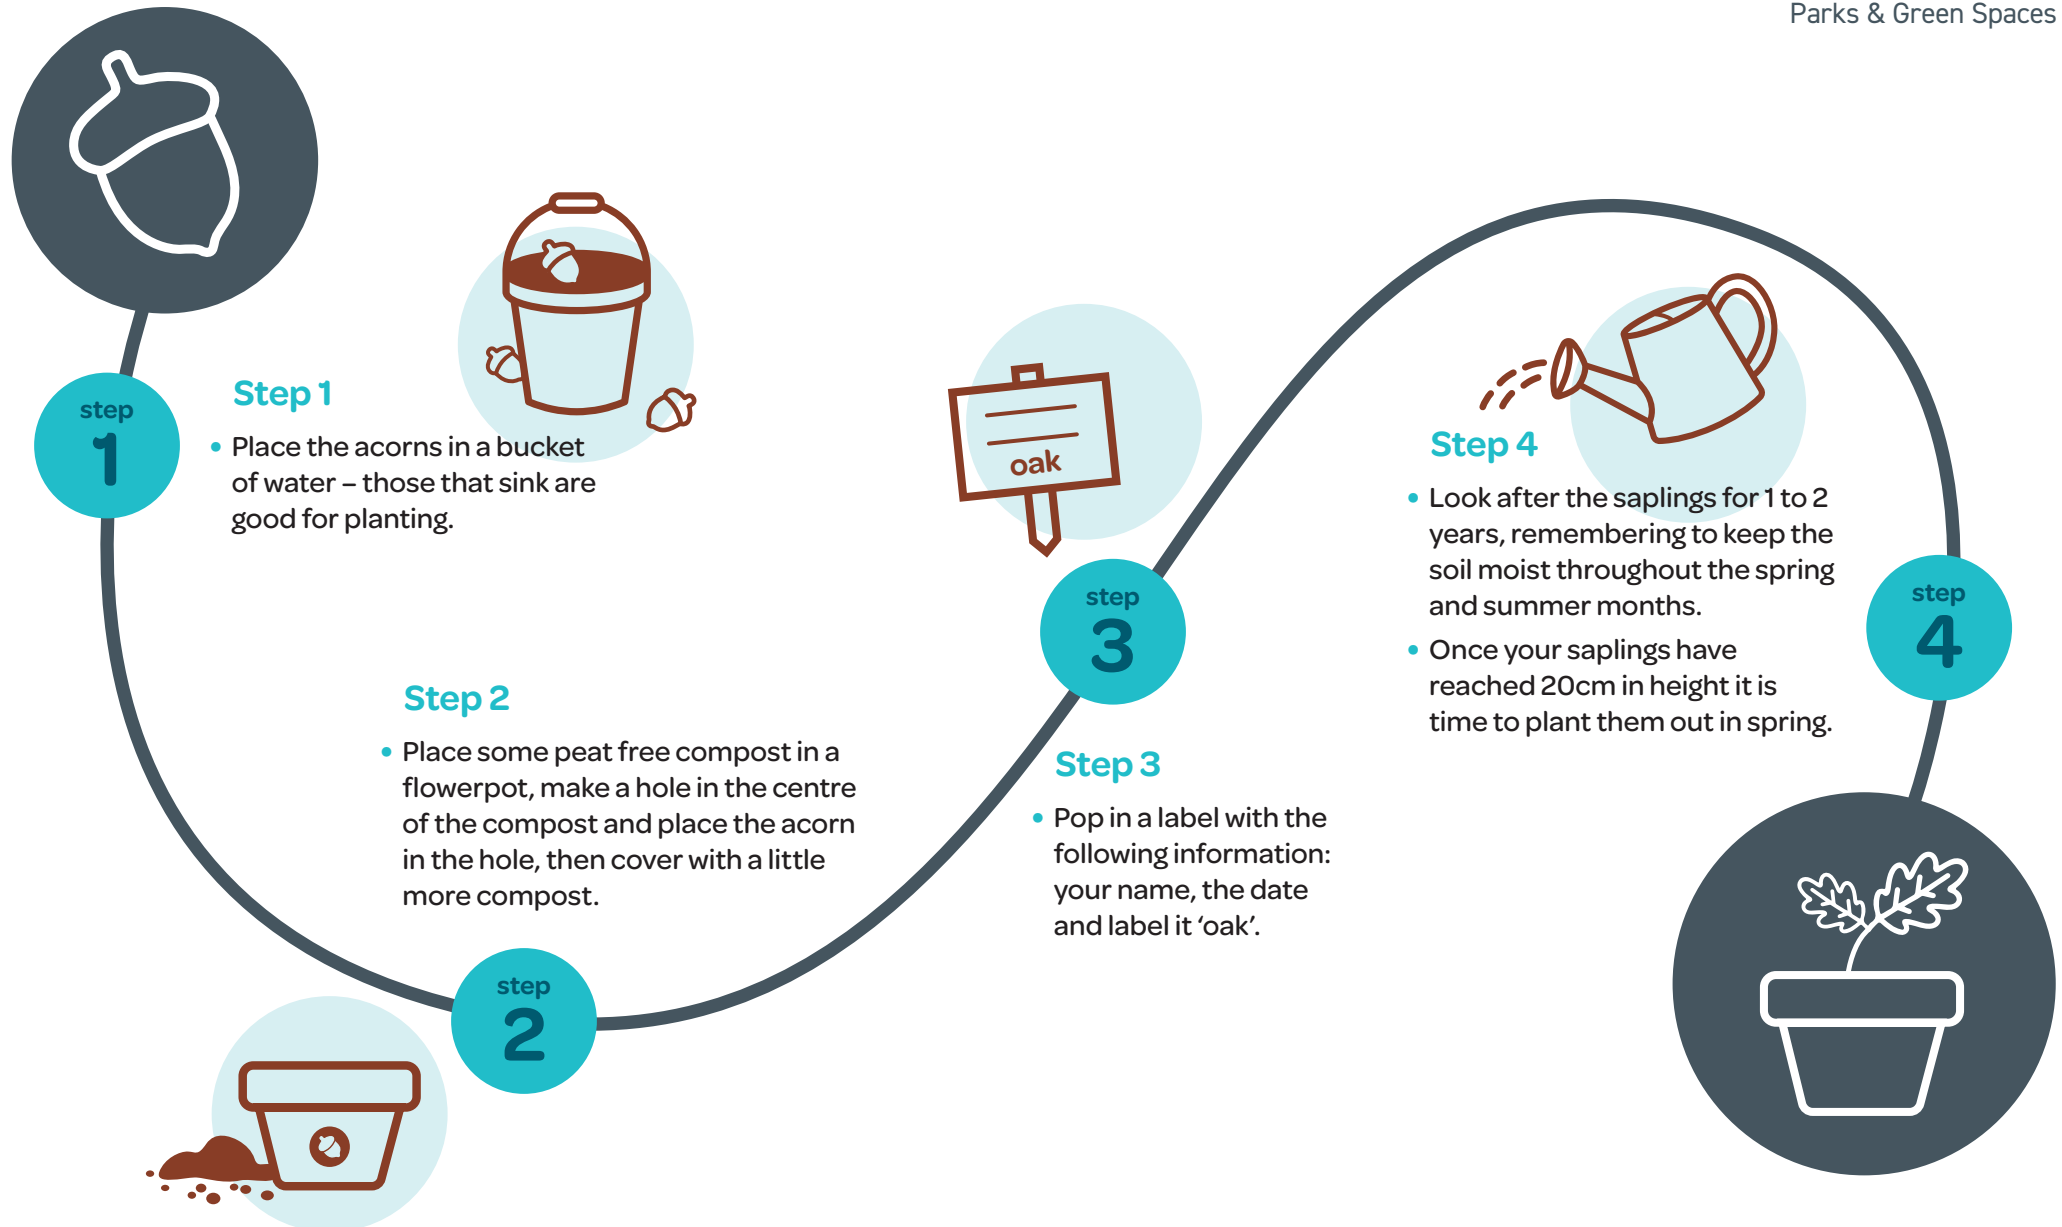 Parks & Green Spaces
step
1
Step 1
• Place the acorns in a bucket
of water – those that sink are
good for planting.
Step 2
• Place some peat free compost in a
flowerpot, make a hole in the centre
of the compost and place the acorn
in the hole, then cover with a little
more compost.
step
2
oak
step
3
Step 3
• Pop in a label with the
following information:
your name, the date
and label it ‘oak’.
Step 4
• Look after the saplings for 1 to 2
years, remembering to keep the
soil moist throughout the spring
and summer months.
• Once your saplings have
reached 20cm in height it is
time to plant them out in spring.
step
4